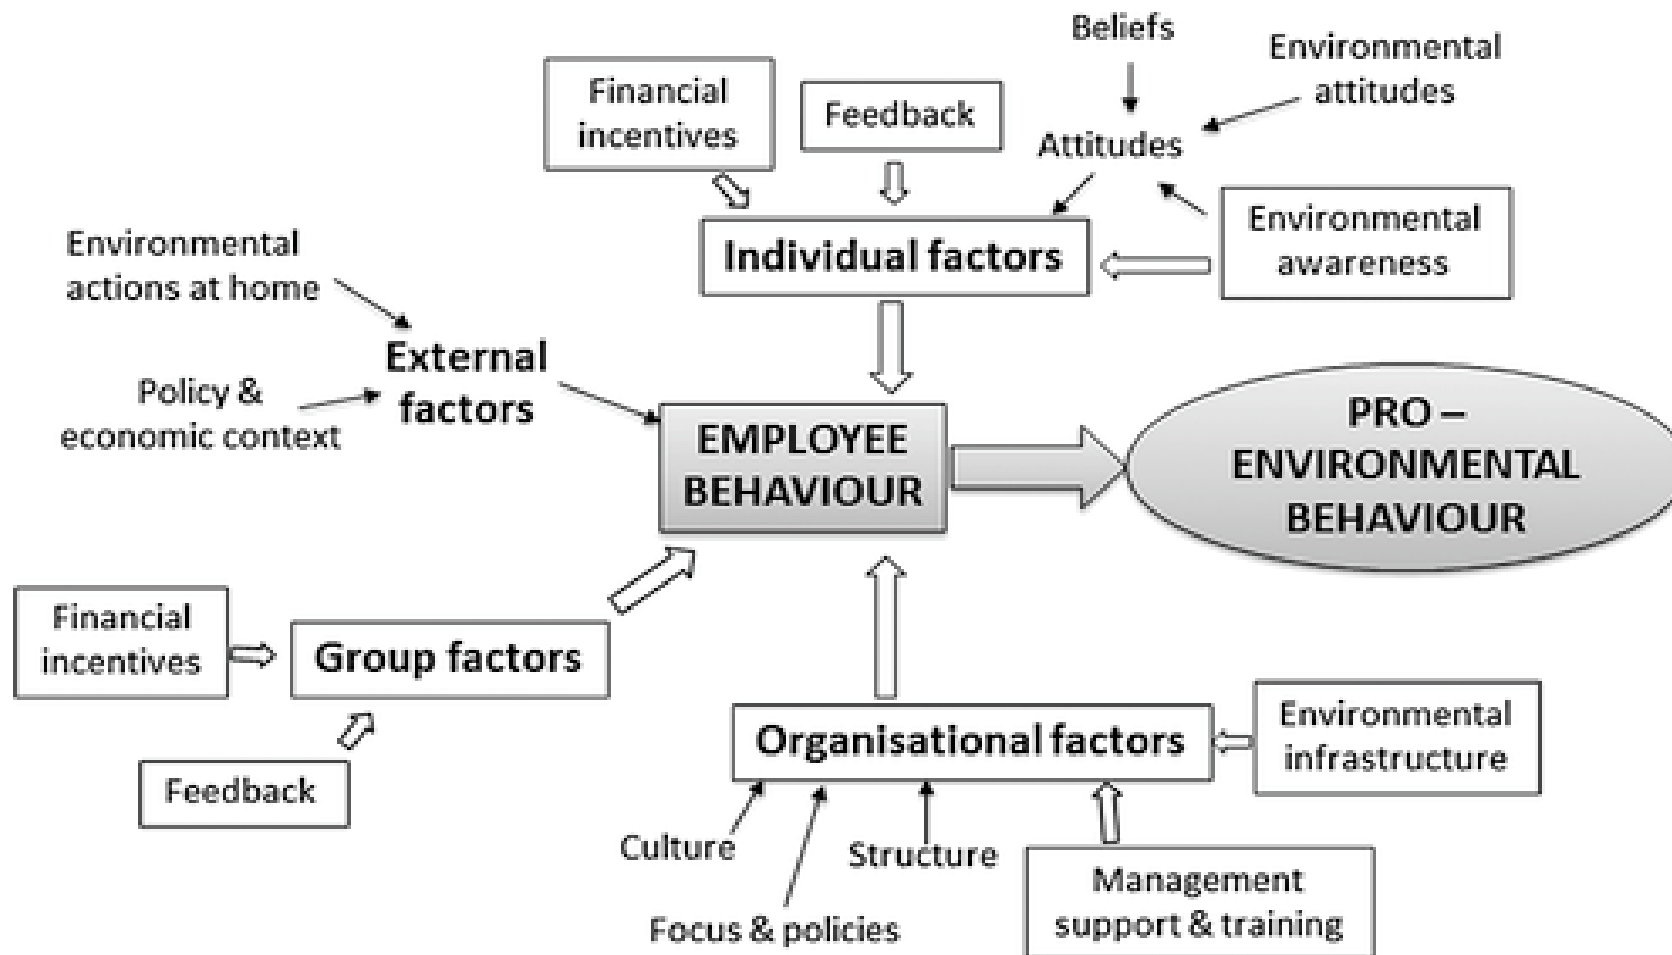 Beliefs
Environmental
attitudes
Financial
incentives
Feedback
Attitudes
Environmental
awareness
Individual factors
Environmental
actions at home
External
factors
Policy &
economic context
EMPLOYEE
BEHAVIOUR
PRO –
ENVIRONMENTAL
BEHAVIOUR
Financial
incentives
Group factors
Feedback
Organisational factors
Environmental
infrastructure
Culture
Structure
Focus & policies
Management
support & training